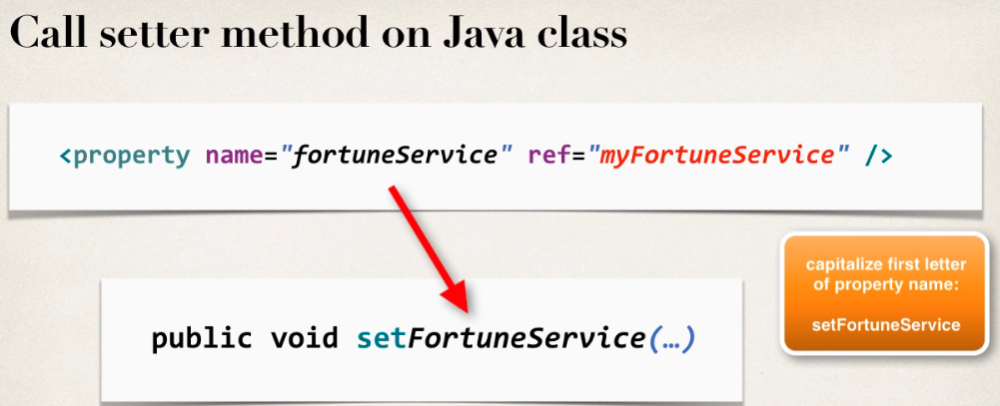 Call setter method on Java class
<property name="fortuneService" ref="myFortuneService" />
public void setFortuneService(…)
capitalize first letter
of property name:
setFortuneService